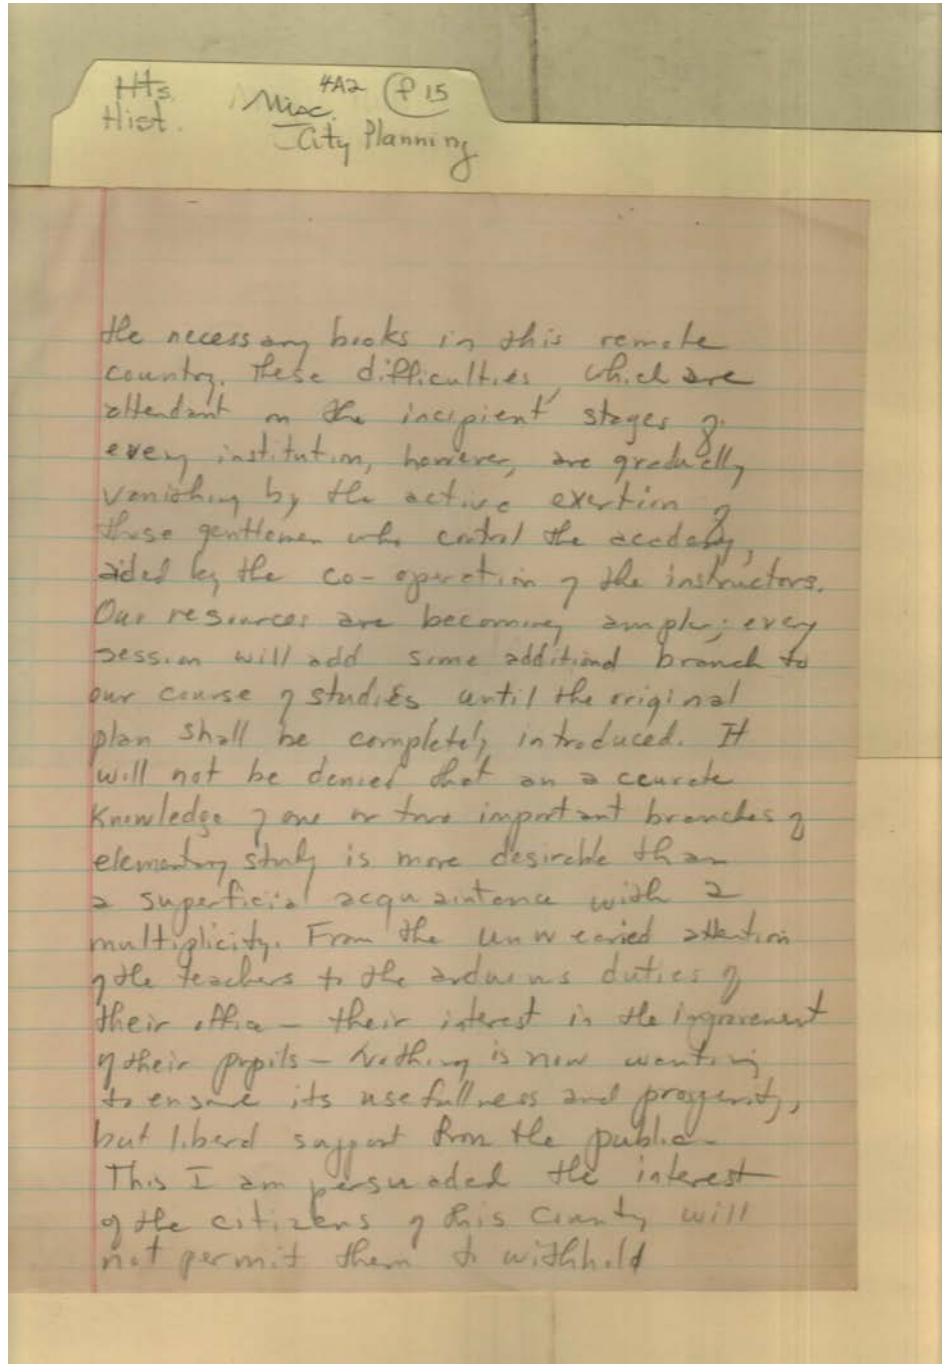 Hts. Hist.
4A2 f 15
Misc.
City Planning
the necessary books in this remote
country. These difficulties, which are
attendant on the incipient stages of
every institution, however, are gradually
vanishing by the active exertion of
those gentlemen who control the academy,
aided by the co-operation of the instructors.
Our resources are becoming ample; every
session will add some additional branch to
our course of studies until the original
plan shall be completely introduced. It
will not be denied that an accurate
knowledge of one or two important branches of
elementary study is more desirable than
a superficial acquaintance with a
multiplicity. From the unwearied attention
of the teachers to the arduous duties of
their office - their interest in the improvement
of their pupils - nothing is now wanting
to ensure its usefullness and prosperity,
but liberal support from the public -
This I am persuaded the interest
of the citizens of this County will
not permit them to withhold